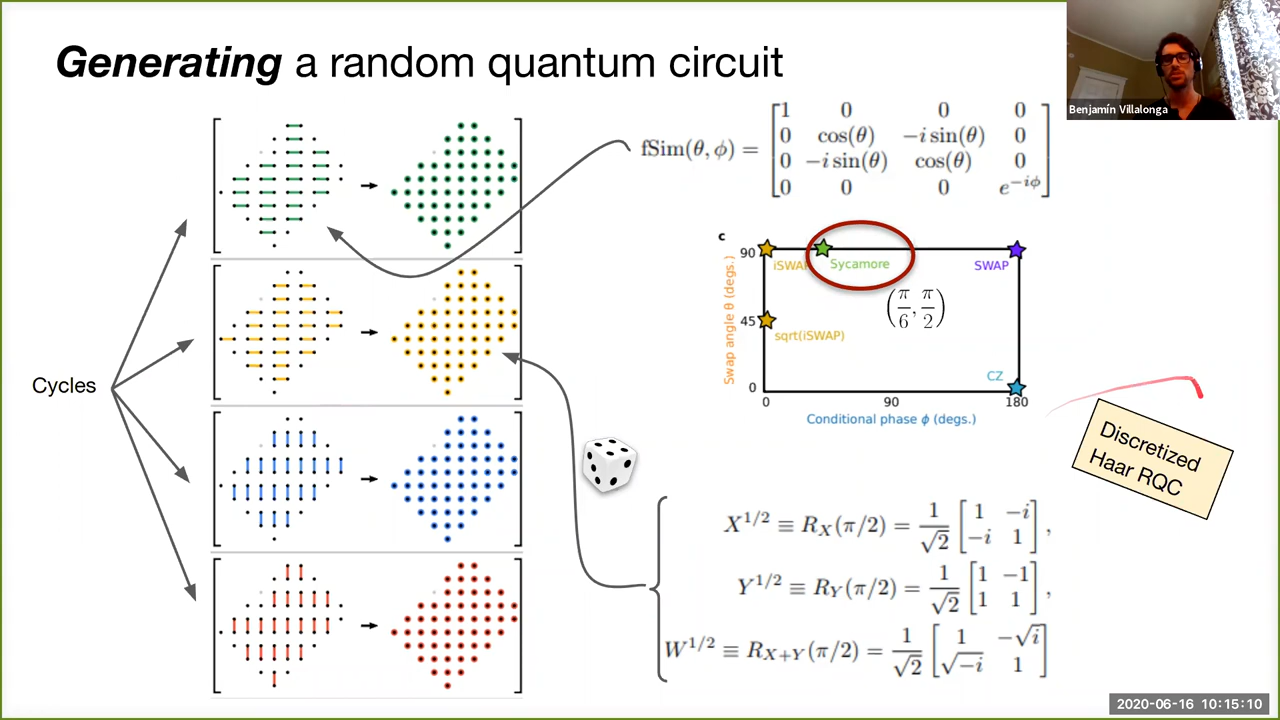 Generating a random quantum circuit
Benjamín Villalonga
fSim(θ, ϕ) = [1 0 0 0
0 cos(θ) −i sin(θ) 0
0 −i sin(θ) cos(θ) 0
0 0 0 e^{−iϕ}]
c
90
iSWAP
Sycamore
SWAP
(π/6, π/2)
45
sqrt(iSWAP)
CZ
0
0 90 180
Swap angle θ (degs.)
Conditional phase ϕ (degs.)
Cycles
Discretized
Haar RQC
X^{1/2} ≡ R_X(π/2) = 1/√2 [1 −i
−i 1],
Y^{1/2} ≡ R_Y(π/2) = 1/√2 [1 −1
1 1],
W^{1/2} ≡ R_{X+Y}(π/2) = 1/√2 [1 −√i
√−i 1]
2020-06-16 10:15:10